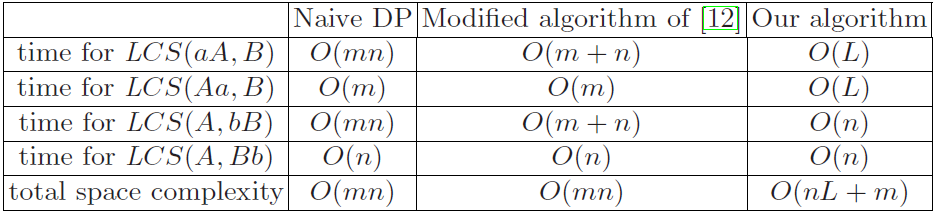 Naive DP Modified algorithm of [12] Our algorithm
time for LCS(aA, B) O(mn) O(m + n) O(L)
time for LCS(Aa, B) O(m) O(m) O(L)
time for LCS(A, bB) O(mn) O(m + n) O(n)
time for LCS(A, Bb) O(n) O(n) O(n)
total space complexity O(mn) O(mn) O(nL + m)